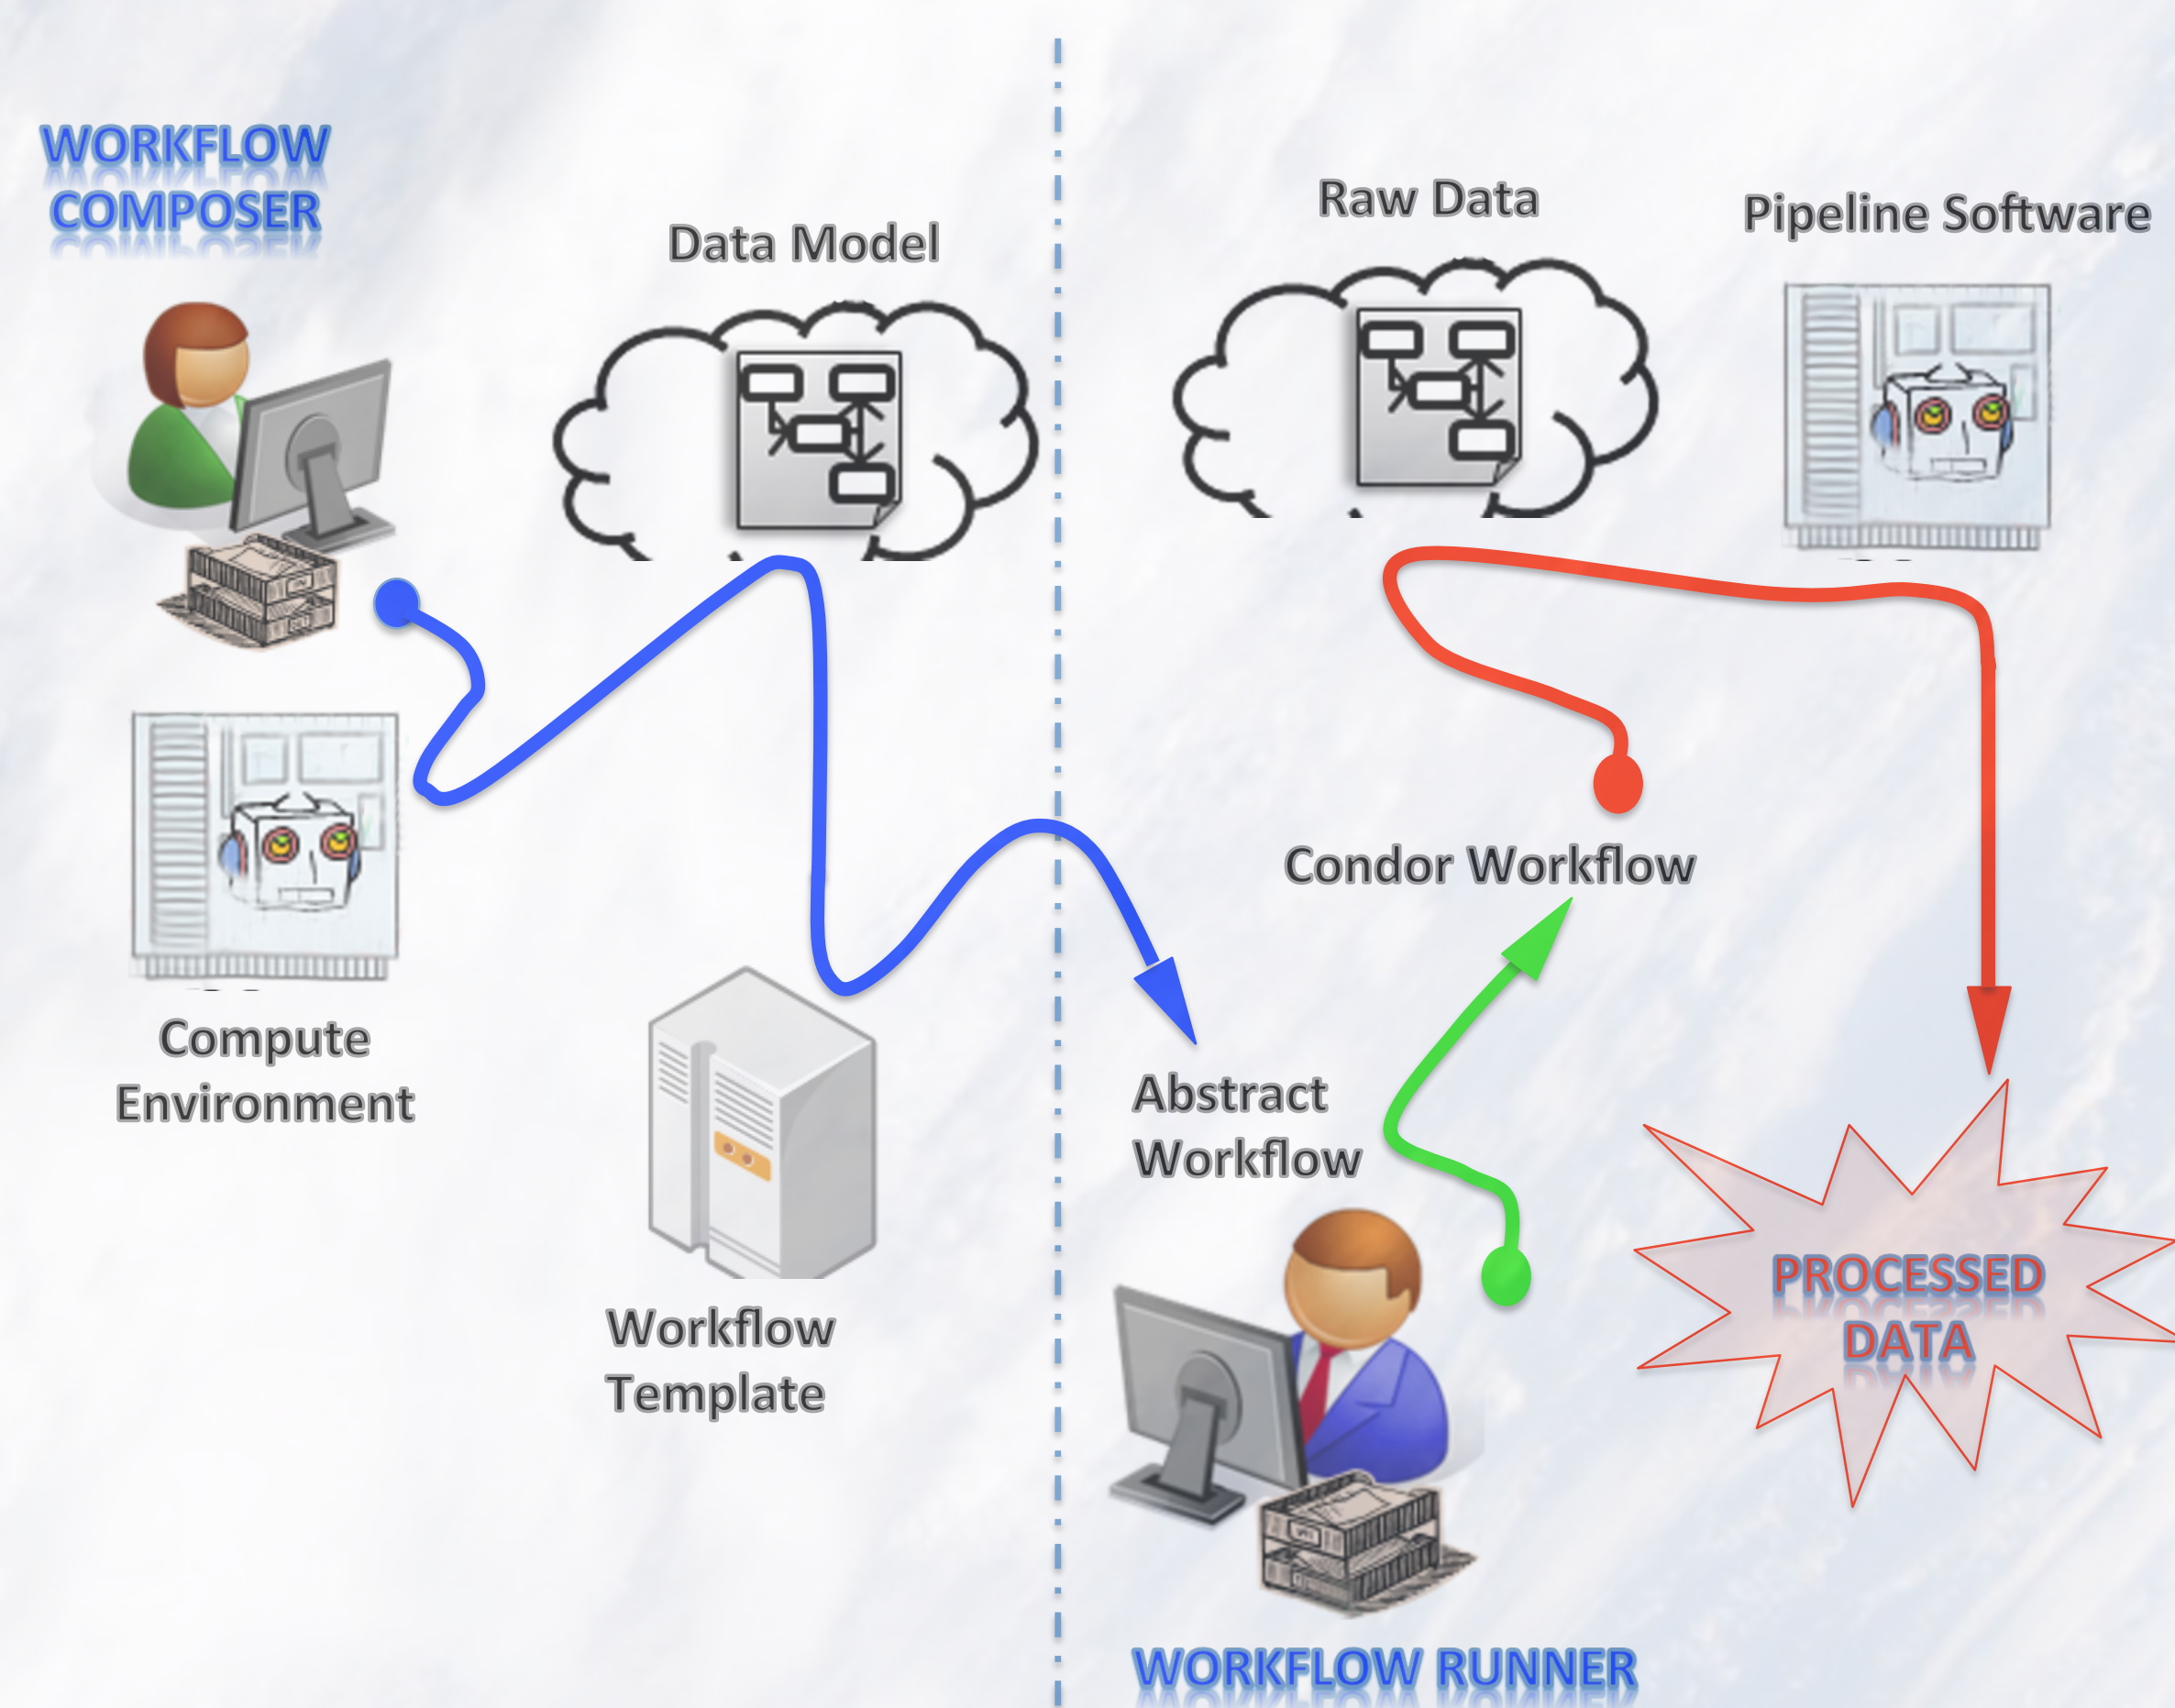 WORKFLOW
COMPOSER
Data Model
Raw Data
Pipeline Software
Compute
Environment
Condor Workflow
Abstract
Workflow
Workflow
Template
PROCESSED
DATA
WORKFLOW RUNNER